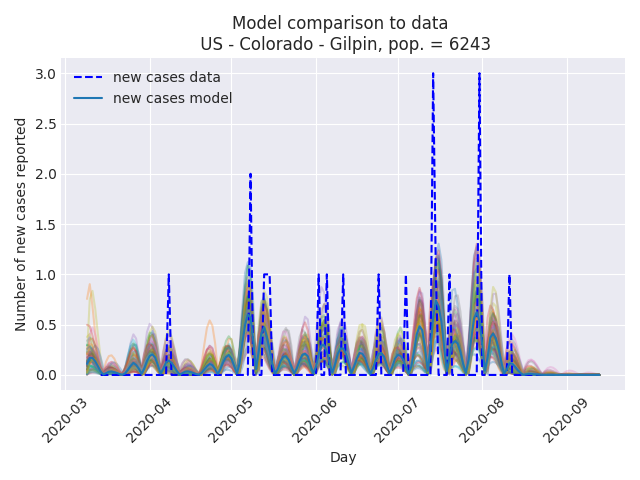 Model comparison to data
US - Colorado - Gilpin, pop. = 6243
new cases data
new cases model
Number of new cases reported
3.0
2.5
2.0
1.5
1.0
0.5
0.0
2020-03
2020-04
2020-05
2020-06
2020-07
2020-08
2020-09
Day